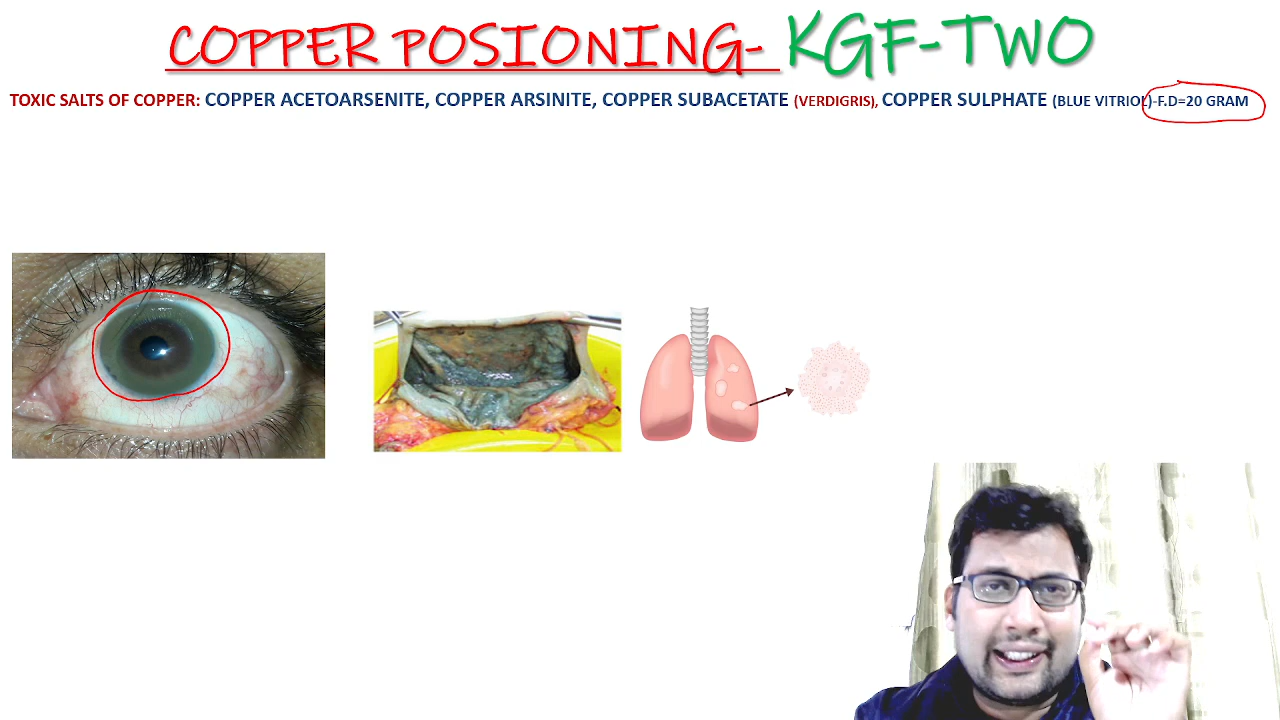 COPPER POSIONING- KGF-TWO
TOXIC SALTS OF COPPER: COPPER ACETOARSENITE, COPPER ARSINITE, COPPER SUBACETATE (VERDIGRIS), COPPER SULPHATE (BLUE VITRIOL)-F.D=20 GRAM